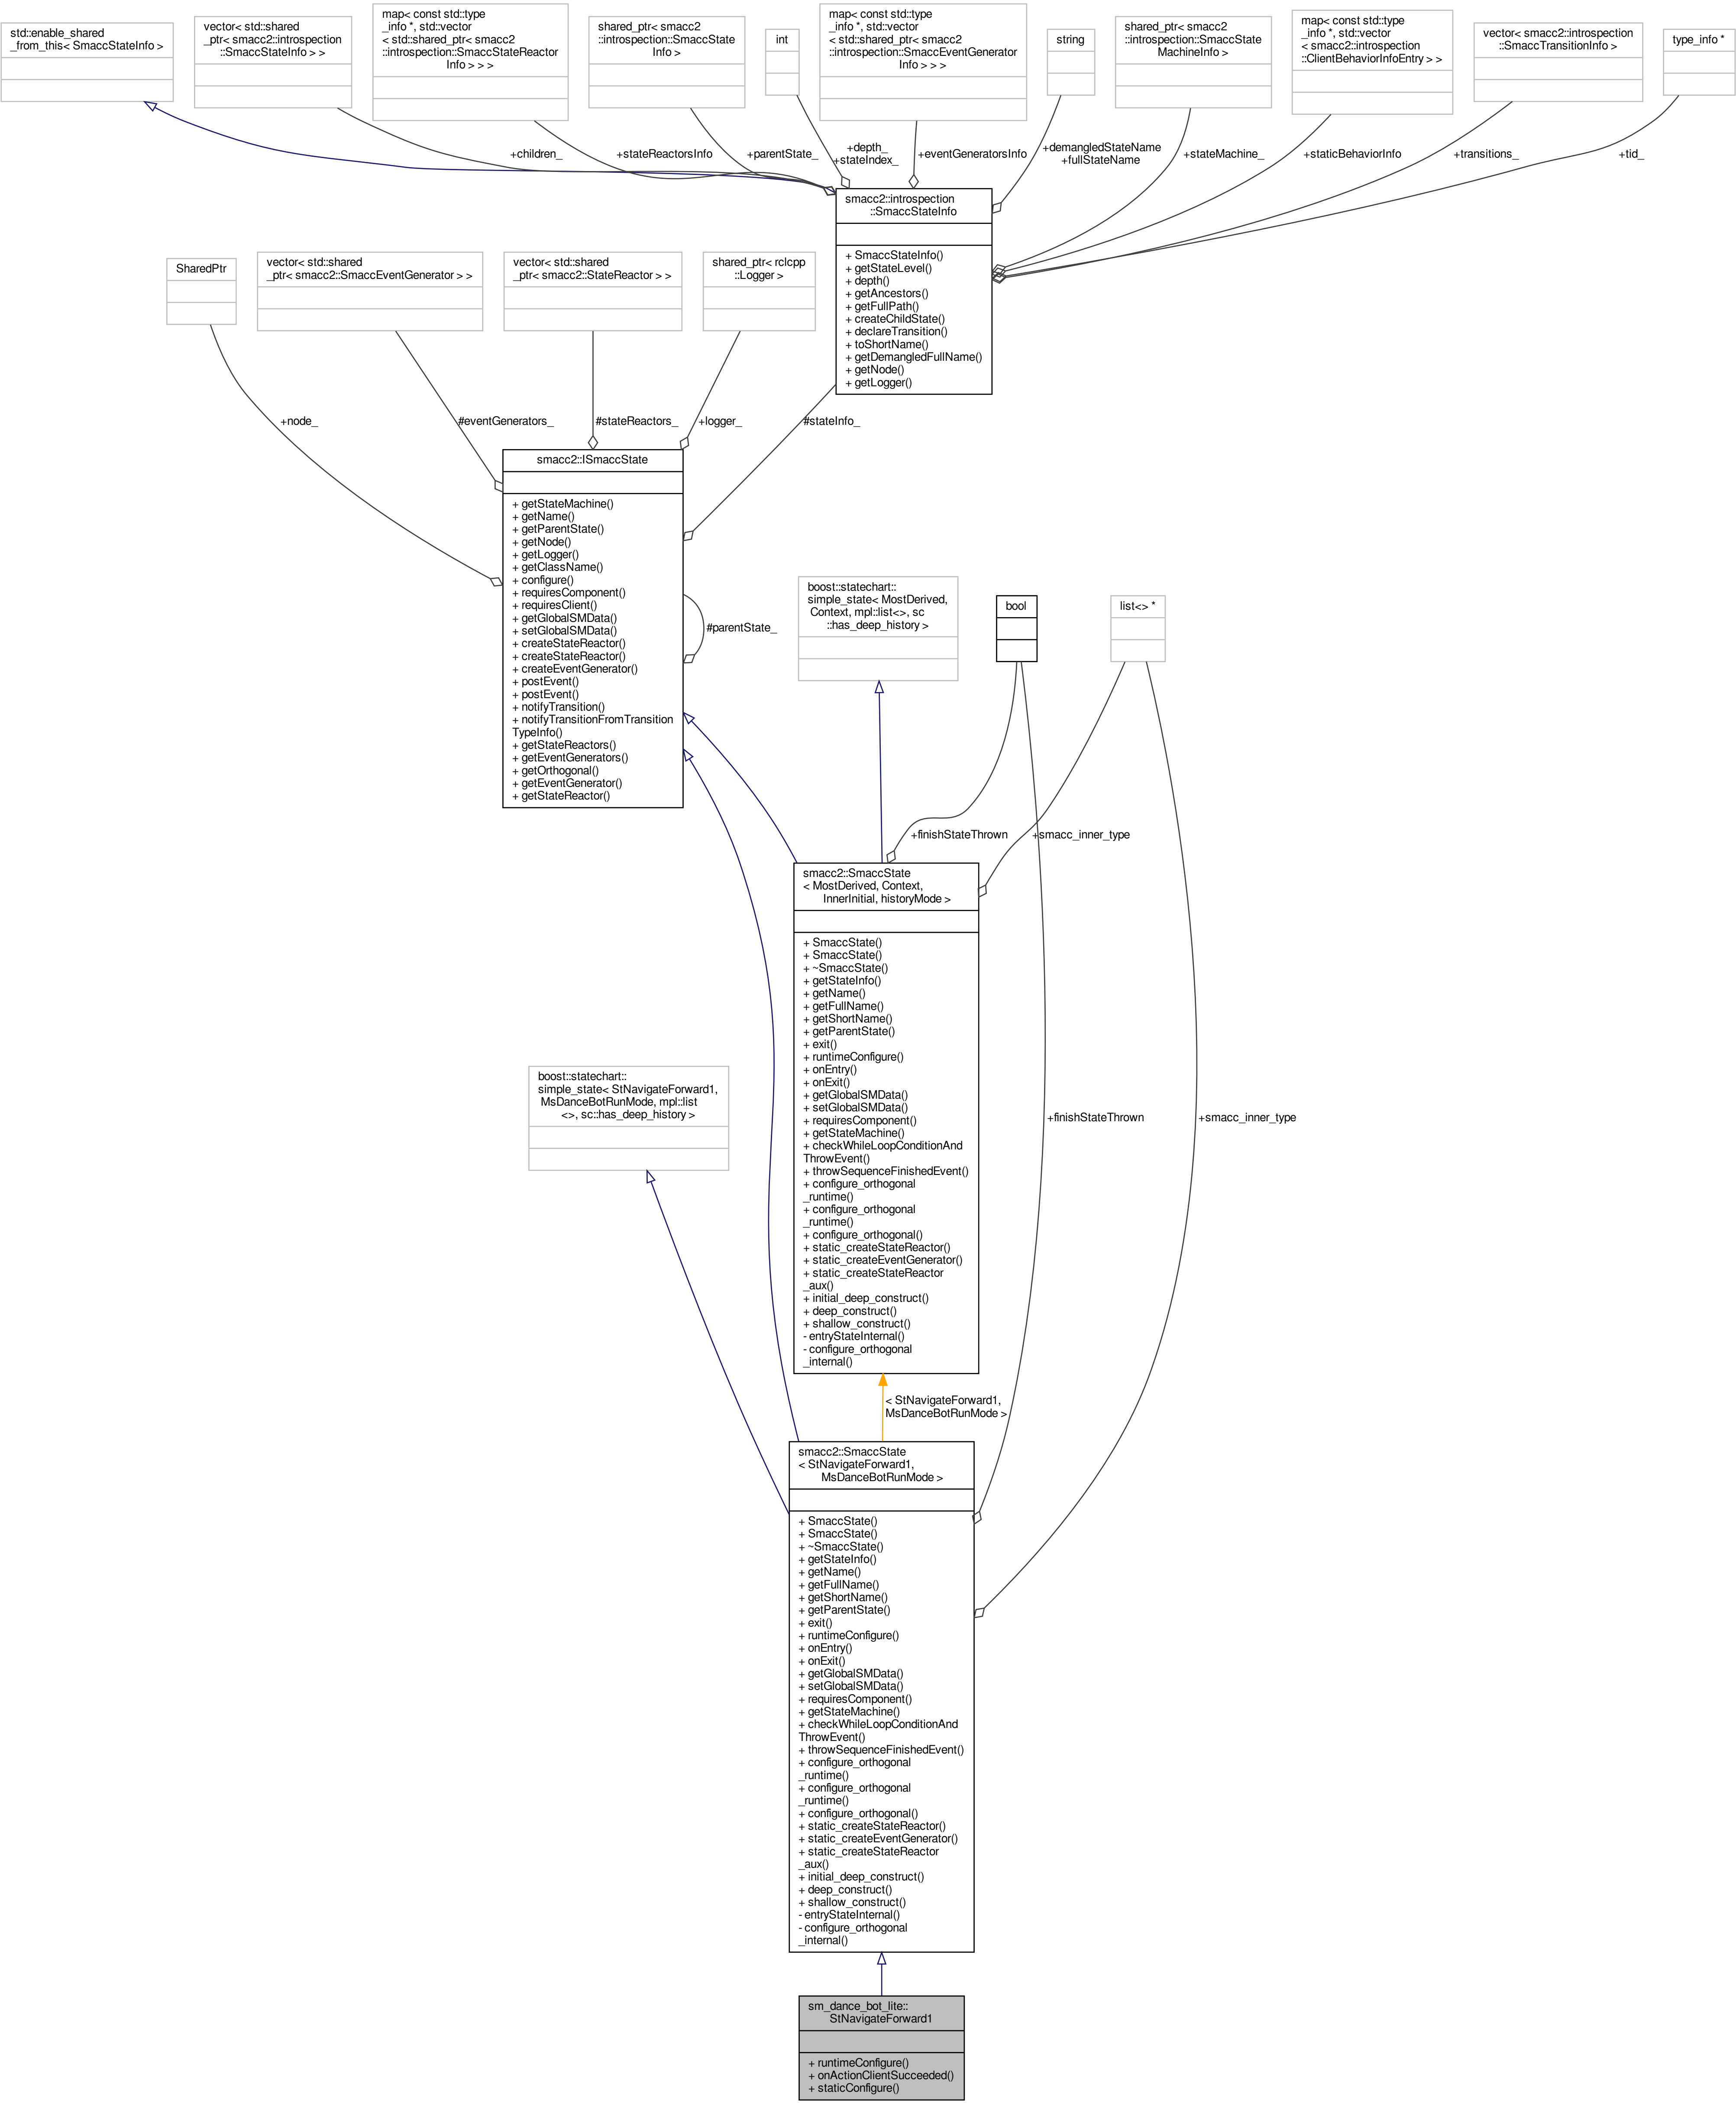 std::enable_shared
_from_this< SmaccStateInfo >
vector< std::shared
_ptr< smacc2::introspection
::SmaccStateInfo > >
map< const std::type
_info *, std::vector
< std::shared_ptr< smacc2
::introspection::SmaccStateReactor
Info > > >
shared_ptr< smacc2
::introspection::SmaccState
Info >
int
map< const std::type
_info *, std::vector
< std::shared_ptr< smacc2
::introspection::SmaccEventGenerator
Info > > >
string
shared_ptr< smacc2
::introspection::SmaccState
MachineInfo >
map< const std::type
_info *, std::vector
< smacc2::introspection
::ClientBehaviorInfoEntry > >
vector< smacc2::introspection
::SmaccTransitionInfo >
type_info *
+children_
+stateReactorsInfo
+parentState_
+depth_
+stateIndex_
+eventGeneratorsInfo
+demangledStateName
+fullStateName
+stateMachine_
+staticBehaviorInfo
+transitions_
+tid_
smacc2::introspection
::SmaccStateInfo
+ SmaccStateInfo()
+ getStateLevel()
+ depth()
+ getAncestors()
+ getFullPath()
+ createChildState()
+ declareTransition()
+ toShortName()
+ getDemangledFullName()
+ getNode()
+ getLogger()
SharedPtr
vector< std::shared
_ptr< smacc2::SmaccEventGenerator > >
vector< std::shared
_ptr< smacc2::StateReactor > >
shared_ptr< rclcpp
::Logger >
+node_
#eventGenerators_
#stateReactors_
+logger_
#stateInfo_
smacc2::ISmaccState
+ getStateMachine()
+ getName()
+ getParentState()
+ getNode()
+ getLogger()
+ getClassName()
+ configure()
+ requiresComponent()
+ requiresClient()
+ getGlobalSMData()
+ setGlobalSMData()
+ createStateReactor()
+ createStateReactor()
+ createEventGenerator()
+ postEvent()
+ postEvent()
+ notifyTransition()
+ notifyTransitionFromTransition
TypeInfo()
+ getStateReactors()
+ getEventGenerators()
+ getOrthogonal()
+ getEventGenerator()
+ getStateReactor()
#parentState_
boost::statechart::
simple_state< MostDerived,
Context, mpl::list<>, sc
::has_deep_history >
bool
list<> *
+finishStateThrown
+smacc_inner_type
smacc2::SmaccState
< MostDerived, Context,
InnerInitial, historyMode >
+ SmaccState()
+ SmaccState()
+ ~SmaccState()
+ getStateInfo()
+ getName()
+ getFullName()
+ getShortName()
+ getParentState()
+ exit()
+ runtimeConfigure()
+ onEntry()
+ onExit()
+ getGlobalSMData()
+ setGlobalSMData()
+ requiresComponent()
+ getStateMachine()
+ checkWhileLoopConditionAnd
ThrowEvent()
+ throwSequenceFinishedEvent()
+ configure_orthogonal
_runtime()
+ configure_orthogonal
_runtime()
+ configure_orthogonal()
+ static_createStateReactor()
+ static_createEventGenerator()
+ static_createStateReactor
_aux()
+ initial_deep_construct()
+ deep_construct()
+ shallow_construct()
- entryStateInternal()
- configure_orthogonal
_internal()
boost::statechart::
simple_state< StNavigateForward1,
MsDanceBotRunMode, mpl::list
<>, sc::has_deep_history >
+finishStateThrown
+smacc_inner_type
< StNavigateForward1,
MsDanceBotRunMode >
smacc2::SmaccState
< StNavigateForward1,
MsDanceBotRunMode >
+ SmaccState()
+ SmaccState()
+ ~SmaccState()
+ getStateInfo()
+ getName()
+ getFullName()
+ getShortName()
+ getParentState()
+ exit()
+ runtimeConfigure()
+ onEntry()
+ onExit()
+ getGlobalSMData()
+ setGlobalSMData()
+ requiresComponent()
+ getStateMachine()
+ checkWhileLoopConditionAnd
ThrowEvent()
+ throwSequenceFinishedEvent()
+ configure_orthogonal
_runtime()
+ configure_orthogonal
_runtime()
+ configure_orthogonal()
+ static_createStateReactor()
+ static_createEventGenerator()
+ static_createStateReactor
_aux()
+ initial_deep_construct()
+ deep_construct()
+ shallow_construct()
- entryStateInternal()
- configure_orthogonal
_internal()
sm_dance_bot_lite::
StNavigateForward1
+ runtimeConfigure()
+ onActionClientSucceeded()
+ staticConfigure()